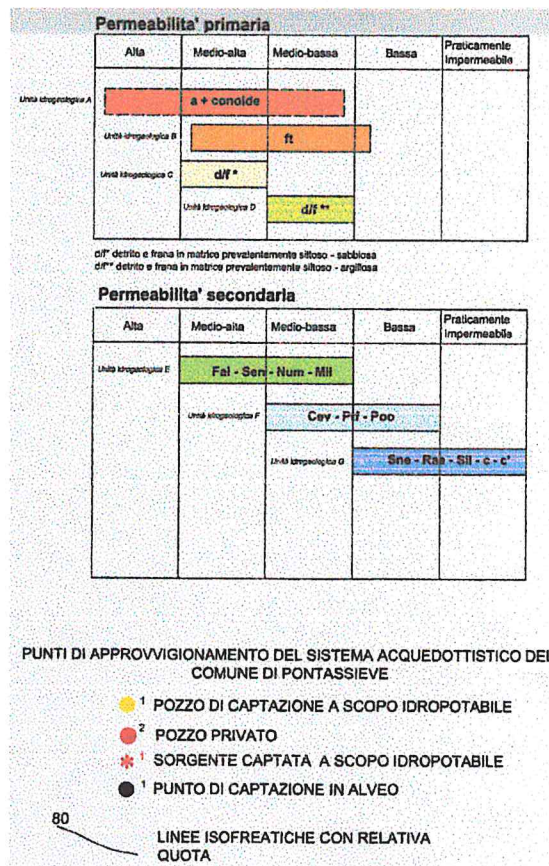 Permeabilita' primaria
Alta Medio-alta Medio-bassa Bassa Praticamente Impermeabile
Unità Idrogeologica A a + conoide
Unità Idrogeologica B ft
Unità Idrogeologica C d/f *
Unità Idrogeologica D d/f **
d/f* detrito e frana in matrice prevalentemente siltoso - sabbiosa
d/f** detrito e frana in matrice prevalentemente siltoso - argillosa
Permeabilita' secondaria
Alta Medio-alta Medio-bassa Bassa Praticamente Impermeabile
Unità Idrogeologica E Fal - Sen - Num - Mll
Unità Idrogeologica F Cev - Ptf - Poo
Unità Idrogeologica G Sne - Rae - Sil - c - c'
PUNTI DI APPROVVIGIONAMENTO DEL SISTEMA ACQUEDOTTISTICO DEL
COMUNE DI PONTASSIEVE
1 POZZO DI CAPTAZIONE A SCOPO IDROPOTABILE
2 POZZO PRIVATO
1 SORGENTE CAPTATA A SCOPO IDROPOTABILE
1 PUNTO DI CAPTAZIONE IN ALVEO
80
LINEE ISOFREATICHE CON RELATIVA
QUOTA